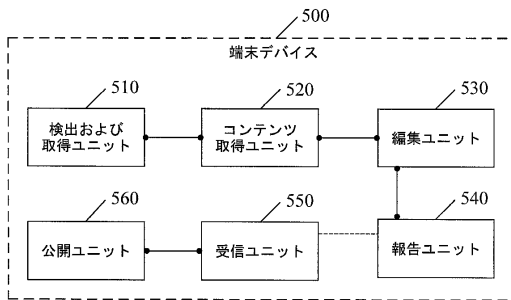 500
端末デバイス
510
検出および
取得ユニット
520
コンテンツ
取得ユニット
530
編集ユニット
560
公開ユニット
550
受信ユニット
540
報告ユニット